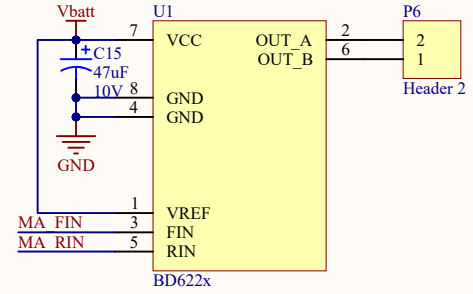 Vbatt
U1
P6
7
VCC
OUT_A
2
2
+
C15
OUT_B
6
1
47uF
10V
8
GND
Header 2
4
GND
GND
1
VREF
MA_FIN
3
FIN
MA_RIN
5
RIN
BD622x